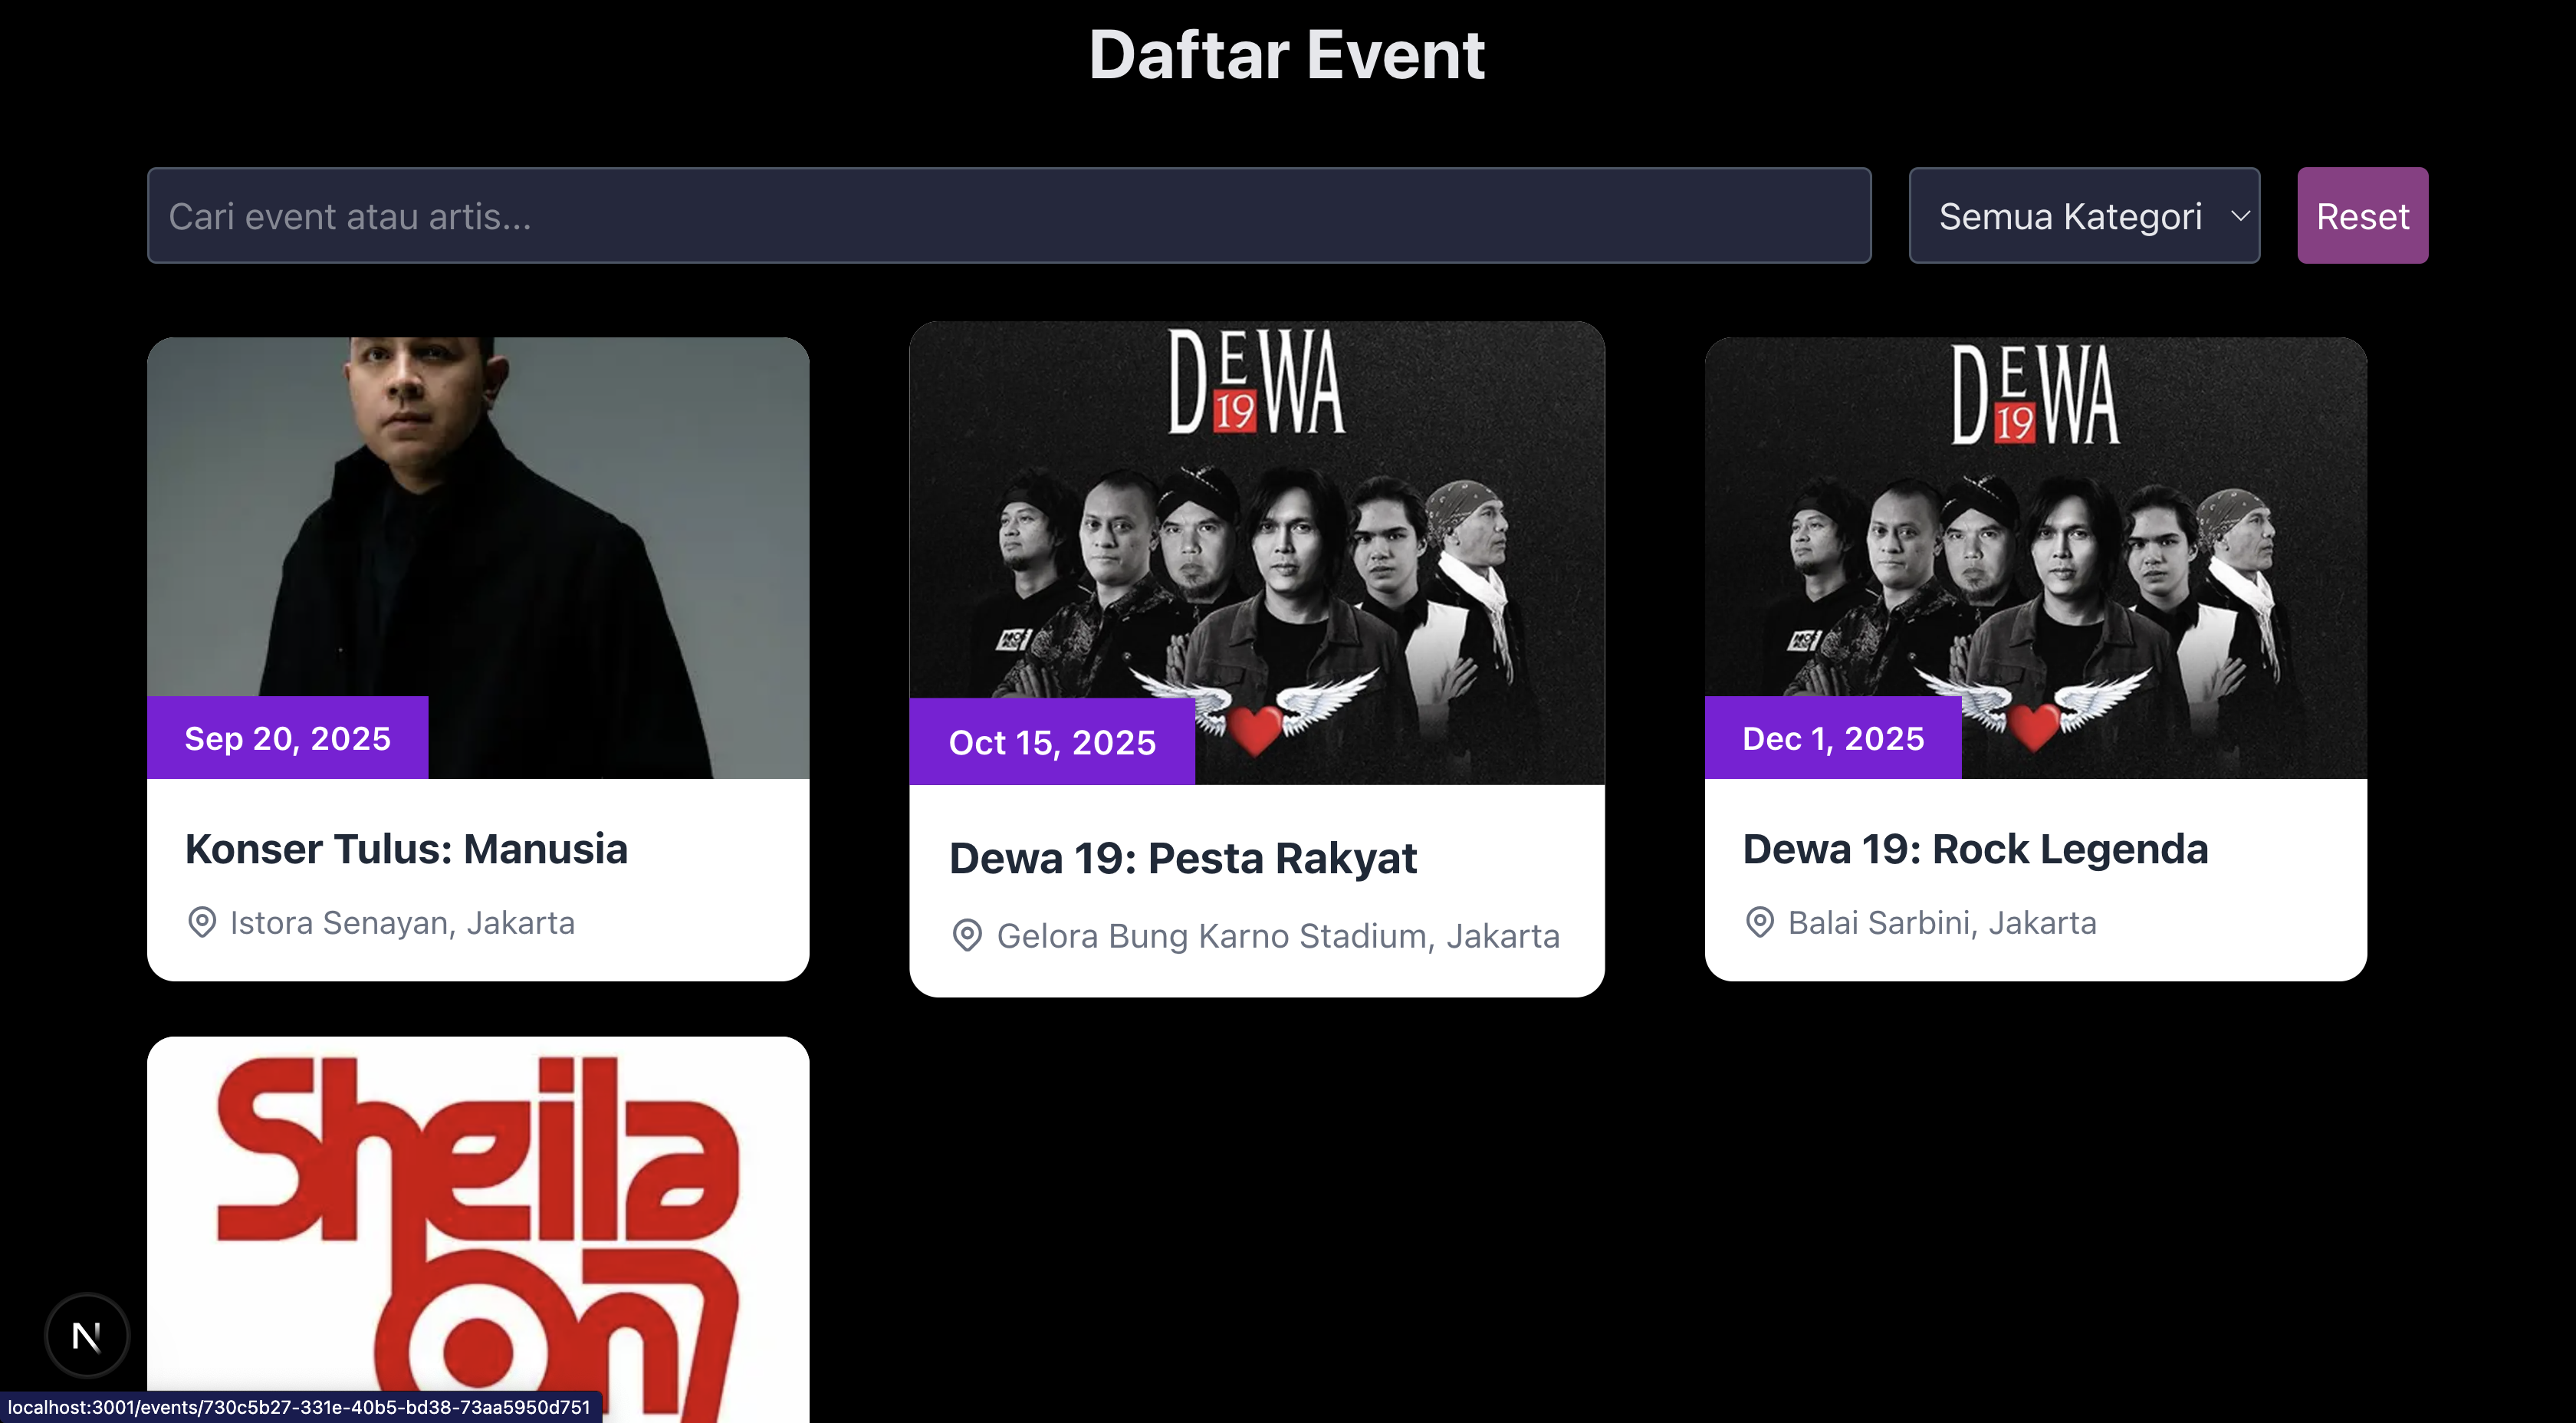 Daftar Event
Cari event atau artis...
Semua Kategori
Reset
DEWA
19
Sep 20, 2025
Konser Tulus: Manusia
Istora Senayan, Jakarta
Oct 15, 2025
Dewa 19: Pesta Rakyat
Gelora Bung Karno Stadium, Jakarta
DEWA
19
Dec 1, 2025
Dewa 19: Rock Legenda
Balai Sarbini, Jakarta
Sheila
on7
N
localhost:3001/events/730c5b27-331e-40b5-bd38-73aa5950d751